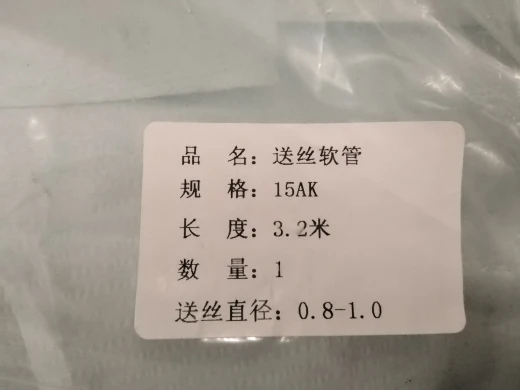 品 名：送丝软管
规 格：15AK
长 度：3.2米
数 量：1
送丝直径：0.8-1.0